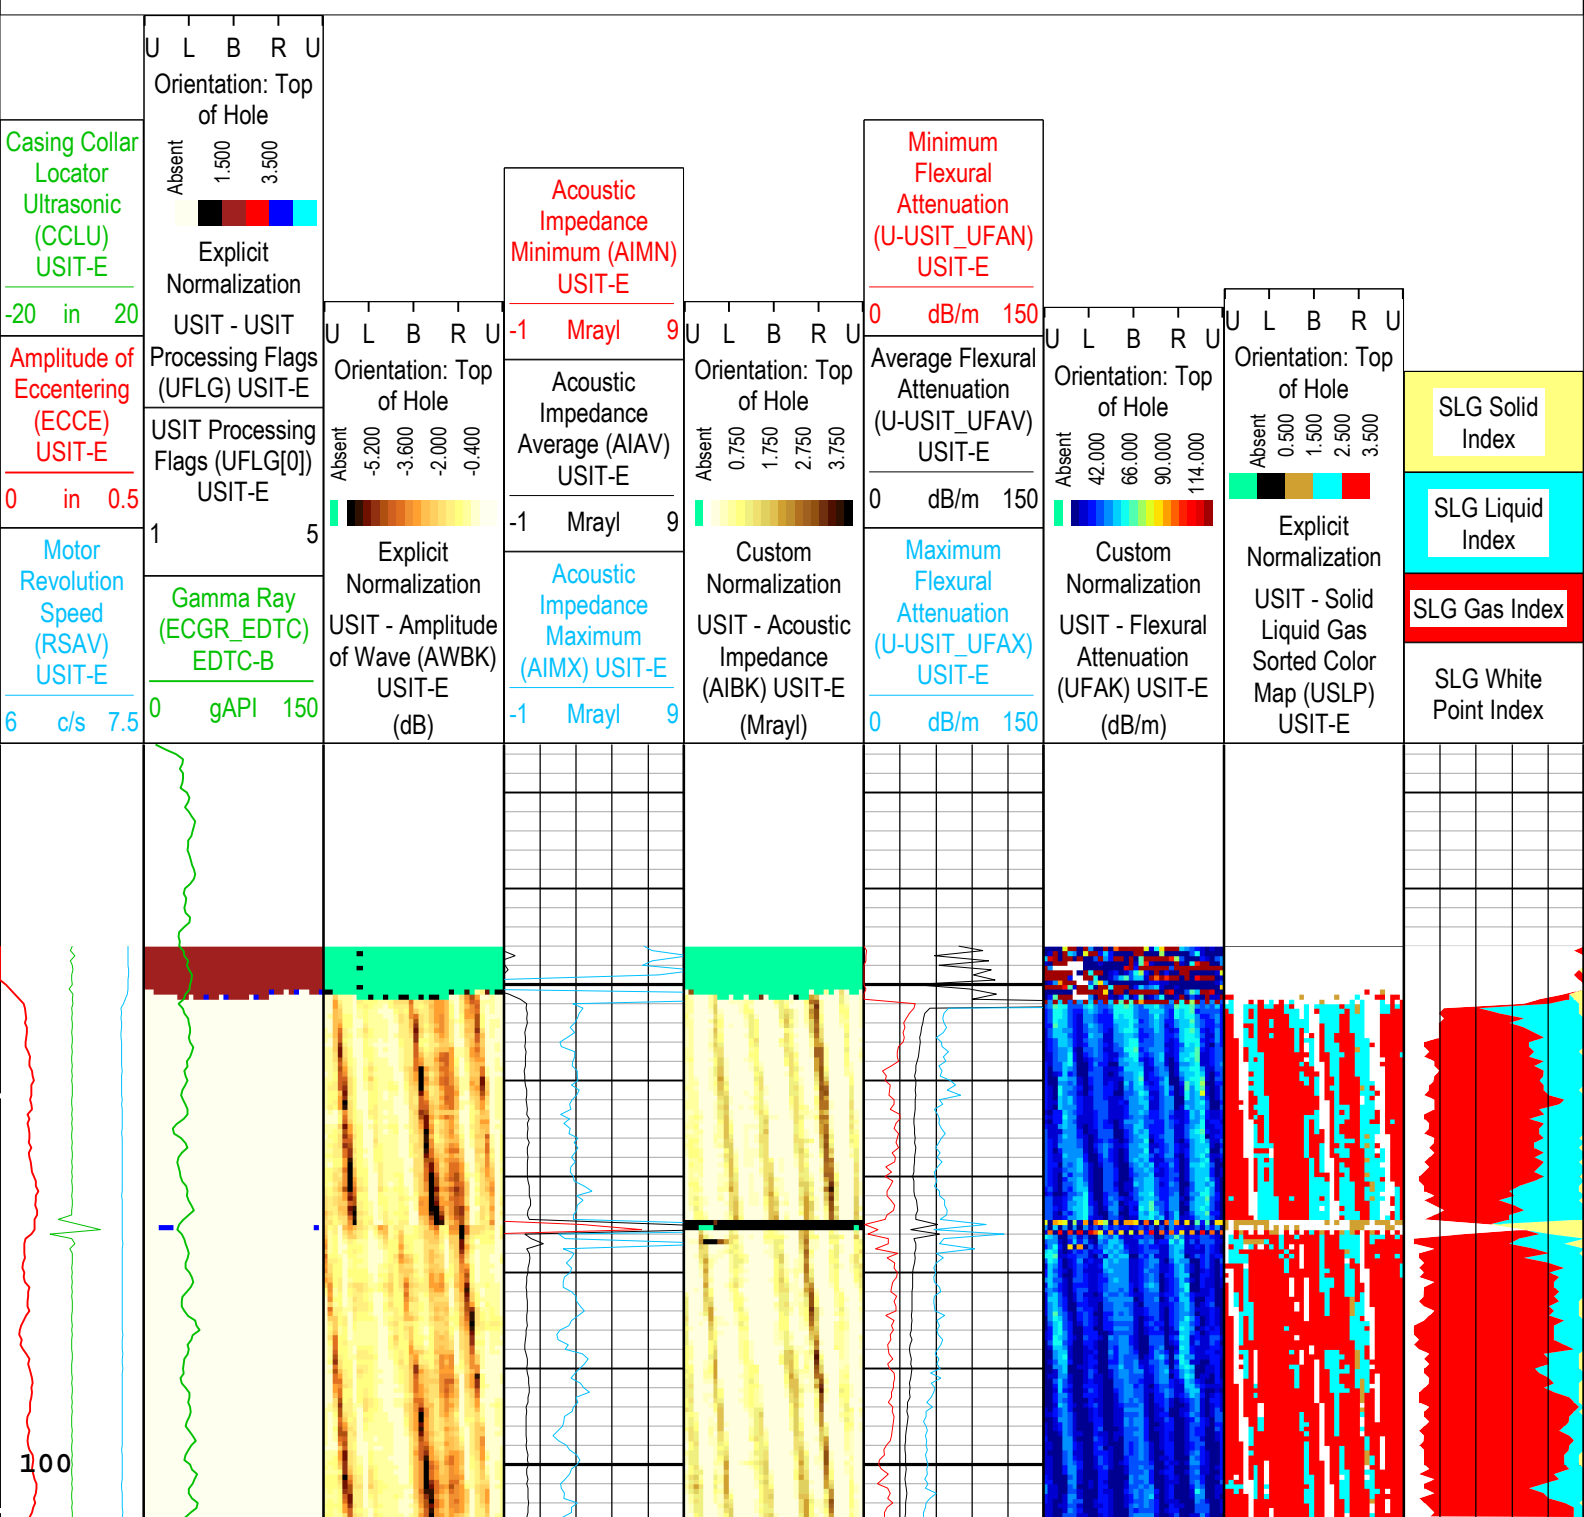 Casing Collar
Locator
Ultrasonic
(CCLU)
USIT-E
-20 in 20
Amplitude of
Eccentering
(ECCE)
USIT-E
0 in 0.5
Motor
Revolution
Speed
(RSAV)
USIT-E
6 c/s 7.5
U L B R U
Orientation: Top
of Hole
Absent
1.500
3.500
Explicit
Normalization
USIT - USIT
Processing Flags
(UFLG) USIT-E
USIT Processing
Flags (UFLG[0])
USIT-E
1 5
Gamma Ray
(ECGR_EDTC)
EDTC-B
0 gAPI 150
U L B R U
Orientation: Top
of Hole
Absent
-5.200
-3.600
-2.000
-0.400
Explicit
Normalization
USIT - Amplitude
of Wave (AWBK)
USIT-E
(dB)
Acoustic
Impedance
Minimum (AIMN)
USIT-E
-1 Mrayl 9
Acoustic
Impedance
Average (AIAV)
USIT-E
-1 Mrayl 9
Acoustic
Impedance
Maximum
(AIMX) USIT-E
-1 Mrayl 9
U L B R U
Orientation: Top
of Hole
Absent
0.750
1.750
2.750
3.750
Custom
Normalization
USIT - Acoustic
Impedance
(AIBK) USIT-E
(Mrayl)
Minimum
Flexural
Attenuation
(U-USIT_UFAN)
USIT-E
0 dB/m 150
Average Flexural
Attenuation
(U-USIT_UFAV)
USIT-E
0 dB/m 150
Maximum
Flexural
Attenuation
(U-USIT_UFAX)
USIT-E
0 dB/m 150
U L B R U
Orientation: Top
of Hole
Absent
42.000
66.000
90.000
114.000
Custom
Normalization
USIT - Flexural
Attenuation
(UFAK) USIT-E
(dB/m)
U L B R U
Orientation: Top
of Hole
Absent
0.500
1.500
2.500
3.500
Explicit
Normalization
USIT - Solid
Liquid Gas
Sorted Color
Map (USLP)
USIT-E
SLG Solid
Index
SLG Liquid
Index
SLG Gas Index
SLG White
Point Index
100